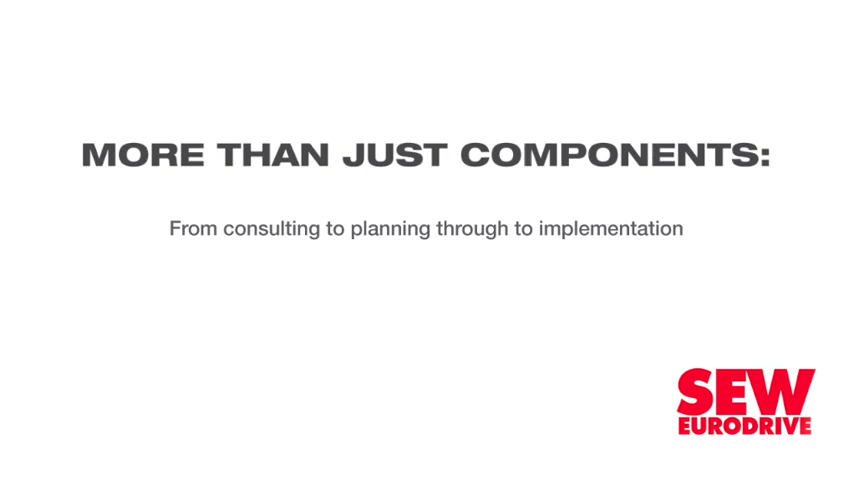 MORE THAN JUST COMPONENTS:
From consulting to planning through to implementation
SEW
EURODRIVE